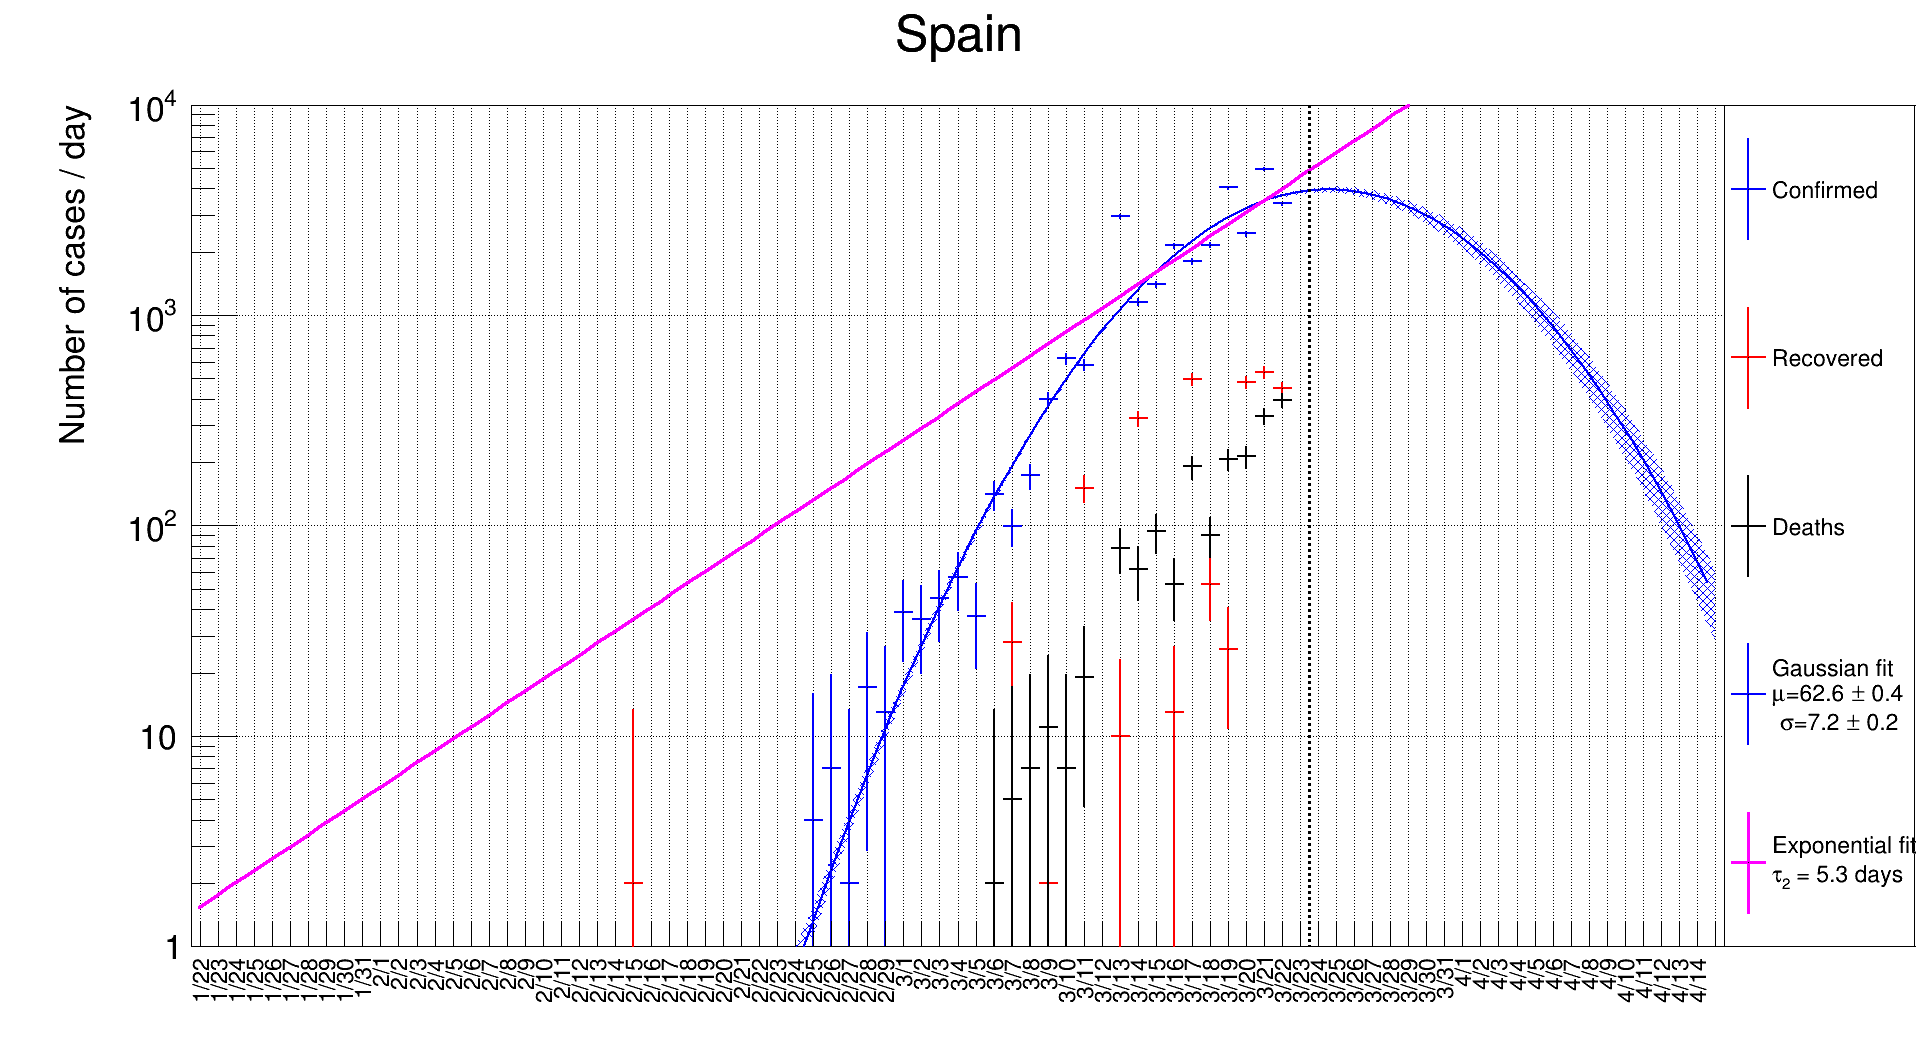 Spain
Number of cases / day
10⁴
10³
10²
10
1
1/22 1/23 1/24 1/25 1/26 1/27 1/28 1/29 1/30 1/31 2/1 2/2 2/3 2/4 2/5 2/6 2/7 2/8 2/9 2/10 2/11 2/12 2/13 2/14 2/15 2/16 2/17 2/18 2/19 2/20 2/21 2/22 2/23 2/24 2/25 2/26 2/27 2/28 2/29 3/1 3/2 3/3 3/4 3/5 3/6 3/7 3/8 3/9 3/10 3/11 3/12 3/13 3/14 3/15 3/16 3/17 3/18 3/19 3/20 3/21 3/22 3/23 3/24 3/25 3/26 3/27 3/28 3/29 3/30 3/31 4/1 4/2 4/3 4/4 4/5 4/6 4/7 4/8 4/9 4/10 4/11 4/12 4/13 4/14
Confirmed
Recovered
Deaths
Gaussian fit
μ=62.6 ± 0.4
σ=7.2 ± 0.2
Exponential fit
τ₂ = 5.3 days